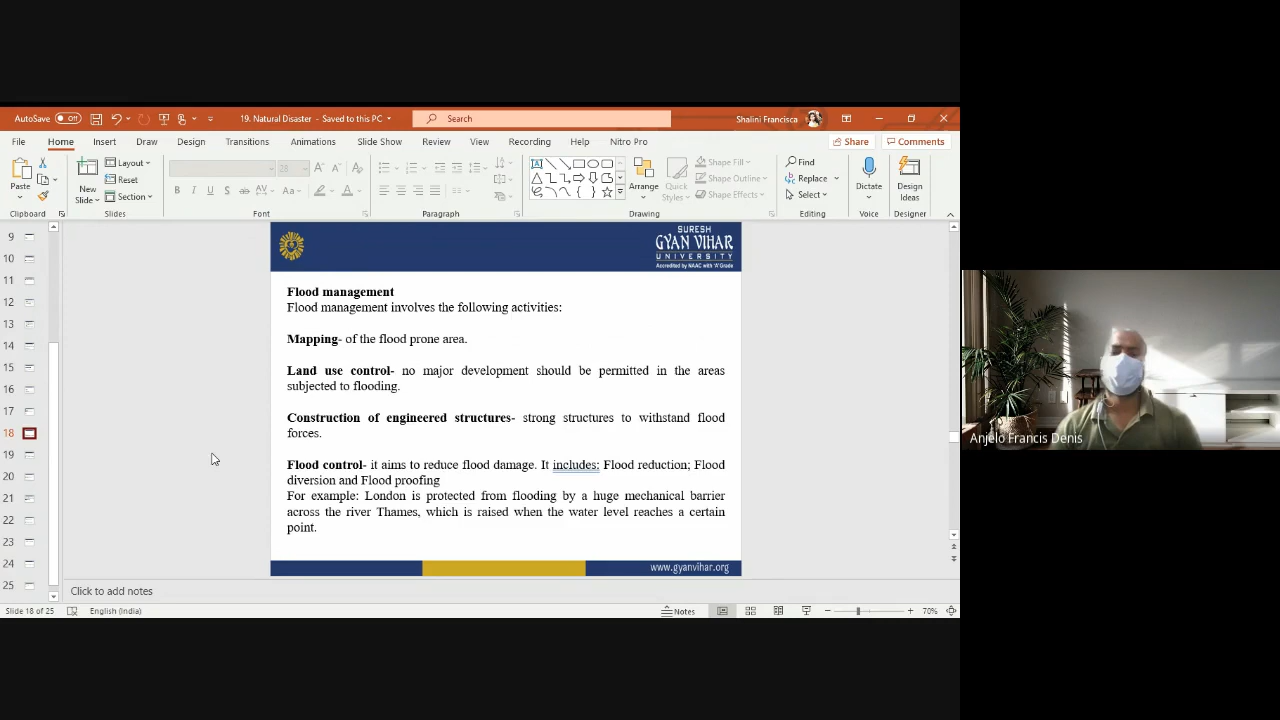 AutoSave Off
19. Natural Disaster - Saved to this PC
Search
Shalini Francisca
File Home Insert Draw Design Transitions Animations Slide Show Review View Recording Help Nitro Pro
Share Comments
Paste
New
Slide
Layout
Reset
Section
28
Arrange
Quick
Styles
Shape Fill
Shape Outline
Shape Effects
Find
Replace
Select
Dictate
Design
Ideas
Clipboard Slides Font Paragraph Drawing Editing Voice Designer
9
10
11
12
13
14
15
16
17
18
19
20
21
22
23
24
25
SURESH
GYAN VIHAR
UNIVERSITY
Accredited by NAAC with 'A' Grade
Flood management
Flood management involves the following activities:
Mapping- of the flood prone area.
Land use control- no major development should be permitted in the areas
subjected to flooding.
Construction of engineered structures- strong structures to withstand flood
forces.
Flood control- it aims to reduce flood damage. It includes: Flood reduction; Flood
diversion and Flood proofing
For example: London is protected from flooding by a huge mechanical barrier
across the river Thames, which is raised when the water level reaches a certain
point.
www.gyanvihar.org
Click to add notes
Slide 18 of 25 English (India) Notes 70%
Anjelo Francis Denis